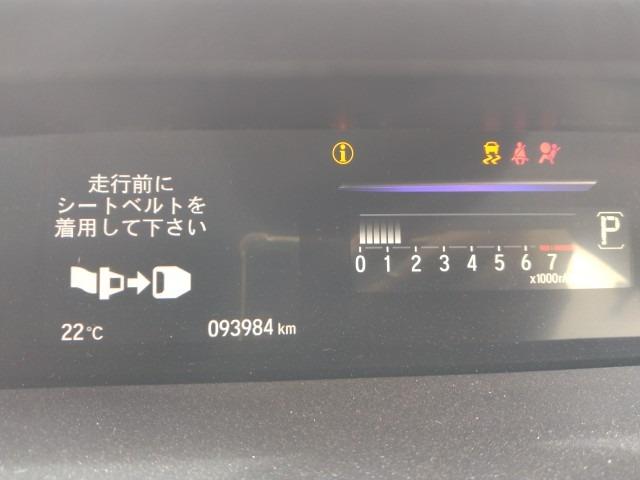 走行前に
シートベルトを
着用して下さい
22℃
093984 km
0 1 2 3 4 5 6 7
P